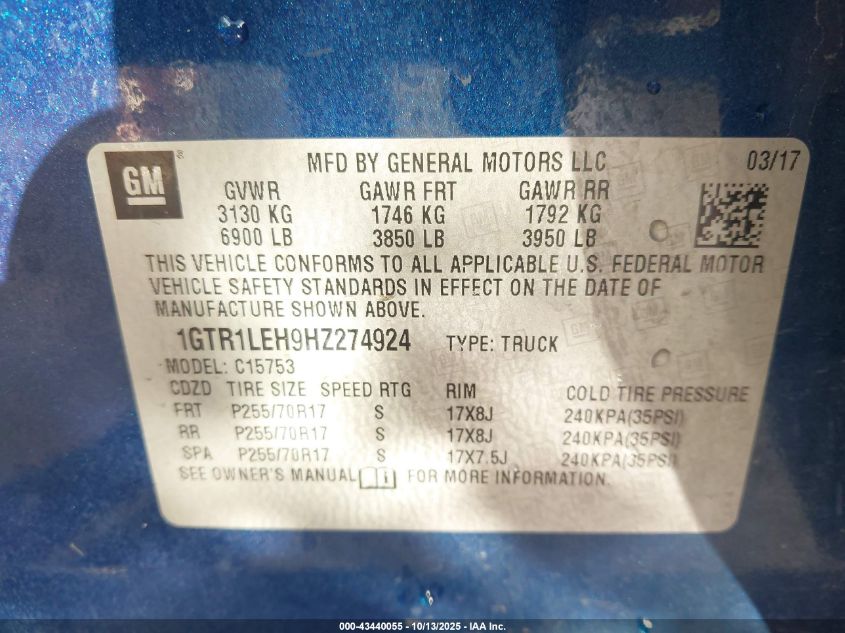 GM
MFD BY GENERAL MOTORS LLC 03/17
GVWR GAWR FRT GAWR RR
3130 KG 1746 KG 1792 KG
6900 LB 3850 LB 3950 LB
THIS VEHICLE CONFORMS TO ALL APPLICABLE U.S. FEDERAL MOTOR
VEHICLE SAFETY STANDARDS IN EFFECT ON THE DATE OF
MANUFACTURE SHOWN ABOVE.
1GTR1LEH9HZ274924 TYPE: TRUCK
MODEL: C15753
CDZD TIRE SIZE SPEED RTG RIM COLD TIRE PRESSURE
FRT P255/70R17 S 17X8J 240KPA(35PSI)
RR P255/70R17 S 17X8J 240KPA(35PSI)
SPA P255/70R17 S 17X7.5J 240KPA(35PSI)
SEE OWNER'S MANUAL FOR MORE INFORMATION.
000-43440055 - 10/13/2025 - IAA Inc.